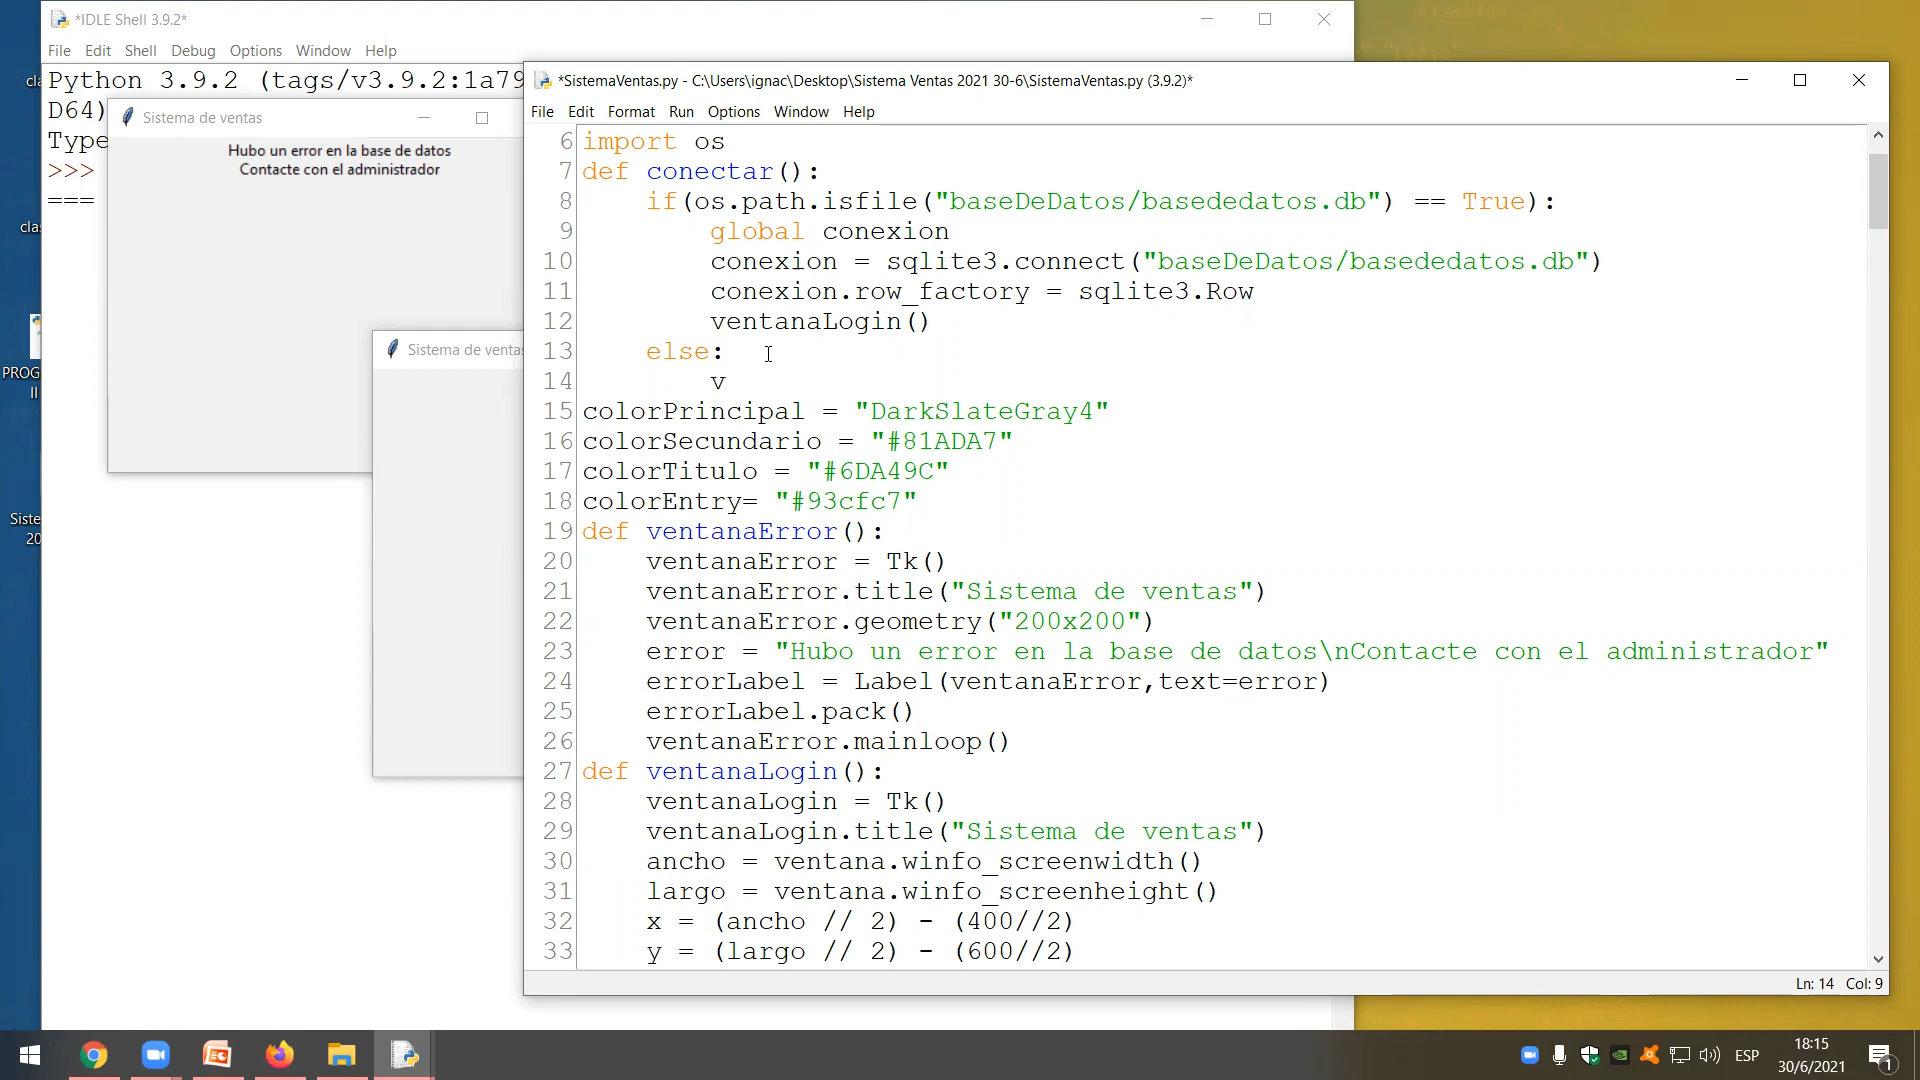 *IDLE Shell 3.9.2*
File Edit Shell Debug Options Window Help
Python 3.9.2 (tags/v3.9.2:1a79
D64)
Type
>>>
===
Sistema de ventas
Hubo un error en la base de datos
Contacte con el administrador
Sistema de ventas
cla
clas
PROG
II
Siste
20
*SistemaVentas.py - C:\Users\ignac\Desktop\Sistema Ventas 2021 30-6\SistemaVentas.py (3.9.2)*
File Edit Format Run Options Window Help
6 import os
7 def conectar():
8 if(os.path.isfile("baseDeDatos/basededatos.db") == True):
9 global conexion
10 conexion = sqlite3.connect("baseDeDatos/basededatos.db")
11 conexion.row_factory = sqlite3.Row
12 ventanaLogin()
13 else:
14 v
15 colorPrincipal = "DarkSlateGray4"
16 colorSecundario = "#81ADA7"
17 colorTitulo = "#6DA49C"
18 colorEntry= "#93cfc7"
19 def ventanaError():
20 ventanaError = Tk()
21 ventanaError.title("Sistema de ventas")
22 ventanaError.geometry("200x200")
23 error = "Hubo un error en la base de datos\nContacte con el administrador"
24 errorLabel = Label(ventanaError,text=error)
25 errorLabel.pack()
26 ventanaError.mainloop()
27 def ventanaLogin():
28 ventanaLogin = Tk()
29 ventanaLogin.title("Sistema de ventas")
30 ancho = ventana.winfo_screenwidth()
31 largo = ventana.winfo_screenheight()
32 x = (ancho // 2) - (400//2)
33 y = (largo // 2) - (600//2)
Ln: 14 Col: 9
ESP
18:15
30/6/2021
1